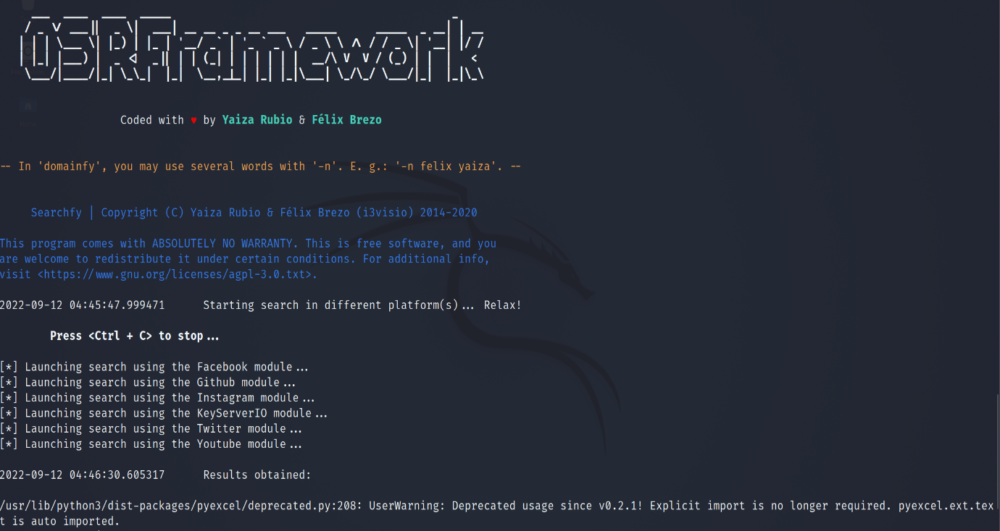 OSRFramework
Coded with ♥ by Yaiza Rubio & Félix Brezo
-- In 'domainfy', you may use several words with '-n'. E. g.: '-n felix yaiza'. --
Searchfy | Copyright (C) Yaiza Rubio & Félix Brezo (i3visio) 2014-2020
This program comes with ABSOLUTELY NO WARRANTY. This is free software, and you
are welcome to redistribute it under certain conditions. For additional info,
visit <https://www.gnu.org/licenses/agpl-3.0.txt>.
2022-09-12 04:45:47.999471 Starting search in different platform(s)... Relax!
Press <Ctrl + C> to stop...
[*] Launching search using the Facebook module...
[*] Launching search using the Github module...
[*] Launching search using the Instagram module...
[*] Launching search using the KeyServerIO module...
[*] Launching search using the Twitter module...
[*] Launching search using the Youtube module...
2022-09-12 04:46:30.605317 Results obtained:
/usr/lib/python3/dist-packages/pyexcel/deprecated.py:208: UserWarning: Deprecated usage since v0.2.1! Explicit import is no longer required. pyexcel.ext.tex
t is auto imported.